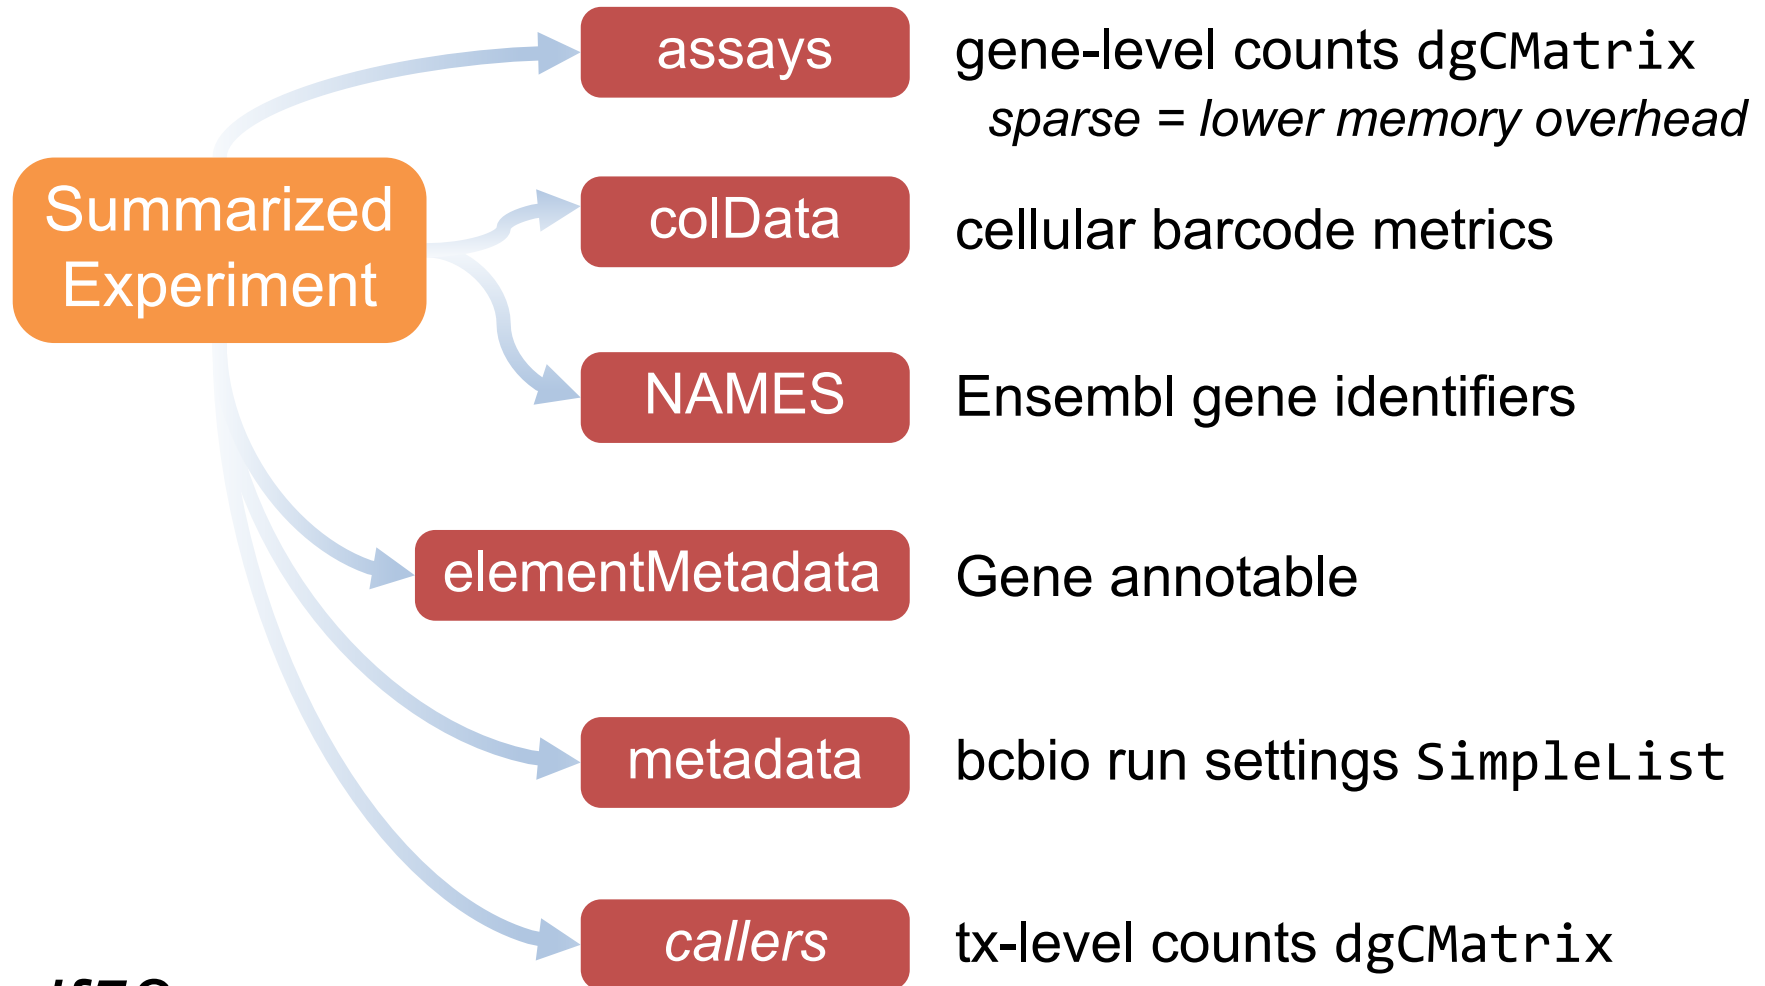 assays
gene-level counts dgCMatrix
sparse = lower memory overhead
Summarized
Experiment
colData
cellular barcode metrics
NAMES
Ensembl gene identifiers
elementMetadata
Gene annotable
metadata
bcbio run settings SimpleList
callers
tx-level counts dgCMatrix